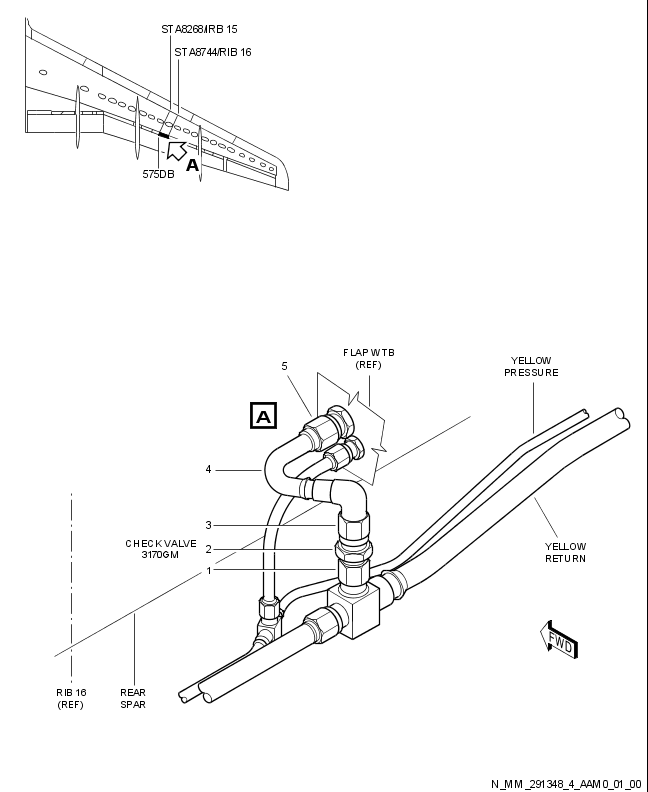 STA8268/RIB 15
STA8744/RIB 16
A
575DB
FLAP WTB
(REF)
5
YELLOW
PRESSURE
A
4
3
CHECK VALVE
3170GM
2
1
YELLOW
RETURN
FWD
RIB 16
(REF)
REAR
SPAR
N_MM_291348_4_AAM0_01_00